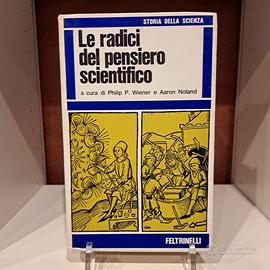 STORIA DELLA SCIENZA
Le radici
del pensiero
scientifico
a cura di Philip P. Wiener e Aaron Noland
FELTRINELLI